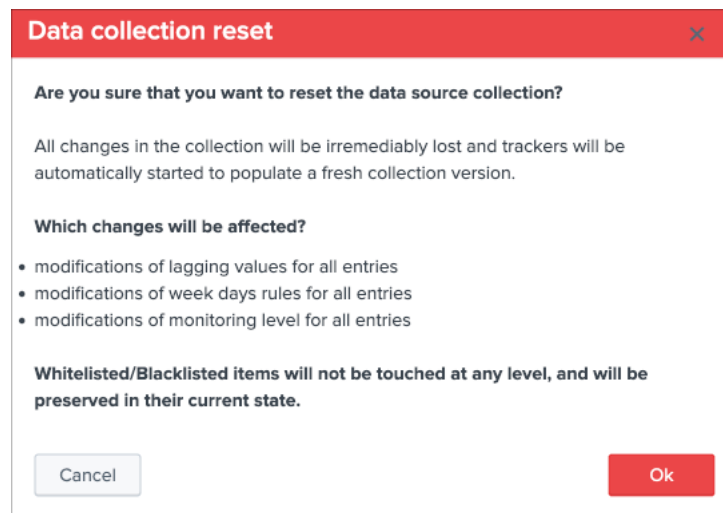 Data collection reset
Are you sure that you want to reset the data source collection?
All changes in the collection will be irremediably lost and trackers will be
automatically started to populate a fresh collection version.
Which changes will be affected?
• modifications of lagging values for all entries
• modifications of week days rules for all entries
• modifications of monitoring level for all entries
Whitelisted/Blacklisted items will not be touched at any level, and will be
preserved in their current state.
Cancel
Ok